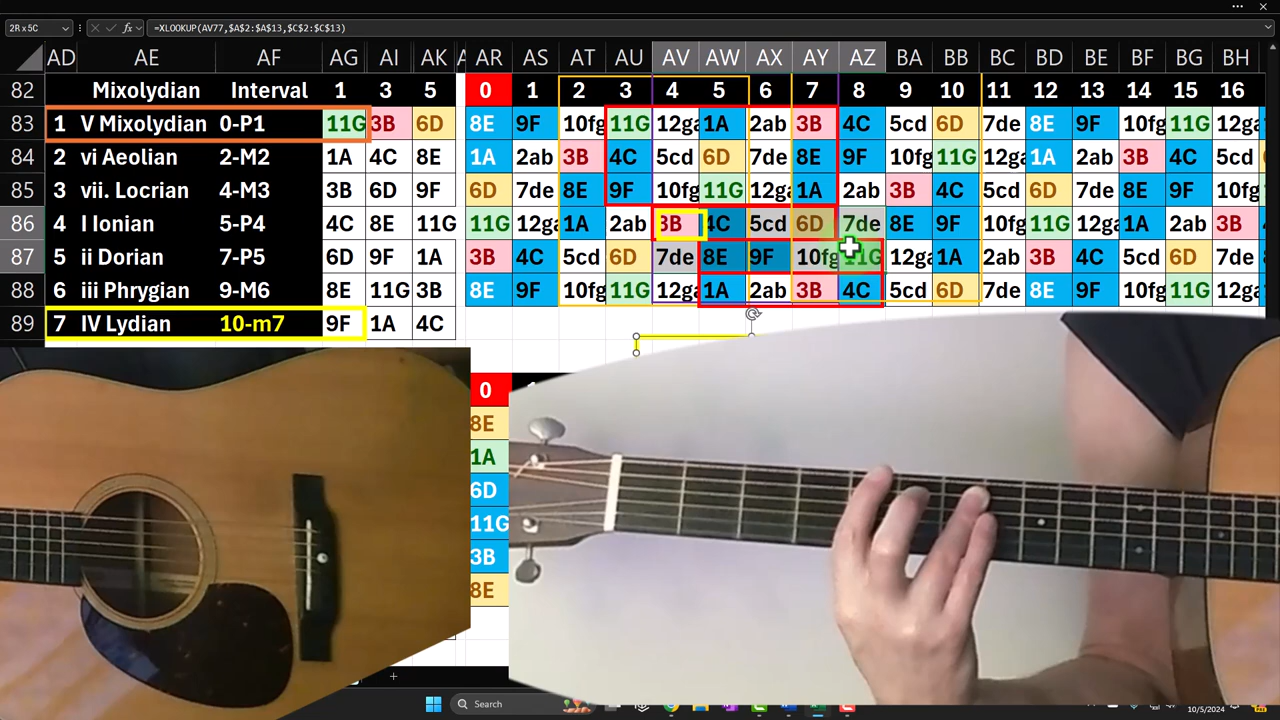 2R x 5C fx =XLOOKUP(AV77,$A$2:$A$13,$C$2:$C$13)
AD AE AF AG AI AK AR AS AT AU AV AW AX AY AZ BA BB BC BD BE BF BG BH
82 Mixolydian Interval 1 3 5 0 1 2 3 4 5 6 7 8 9 10 11 12 13 14 15 16
83 1 V Mixolydian 0-P1 11G 3B 6D 8E 9F 10fg 11G 12ga 1A 2ab 3B 4C 5cd 6D 7de 8E 9F 10fg 11G 12ga
84 2 vi Aeolian 2-M2 1A 4C 8E 1A 2ab 3B 4C 5cd 6D 7de 8E 9F 10fg 11G 12ga 1A 2ab 3B 4C 5cd
85 3 vii. Locrian 4-M3 3B 6D 9F 6D 7de 8E 9F 10fg 11G 12ga 1A 2ab 3B 4C 5cd 6D 7de 8E 9F 10fg
86 4 I Ionian 5-P4 4C 8E 11G 11G 12ga 1A 2ab 3B 4C 5cd 6D 7de 8E 9F 10fg 11G 12ga 1A 2ab 3B
87 5 ii Dorian 7-P5 6D 9F 1A 3B 4C 5cd 6D 7de 8E 9F 10fg 11G 12ga 1A 2ab 3B 4C 5cd 6D 7de
88 6 iii Phrygian 9-M6 8E 11G 3B 8E 9F 10fg 11G 12ga 1A 2ab 3B 4C 5cd 6D 7de 8E 9F 10fg 11G 12ga
89 7 IV Lydian 10-m7 9F 1A 4C
0
8E
1A
6D
11G
3B
8E
Search
10/5/2024